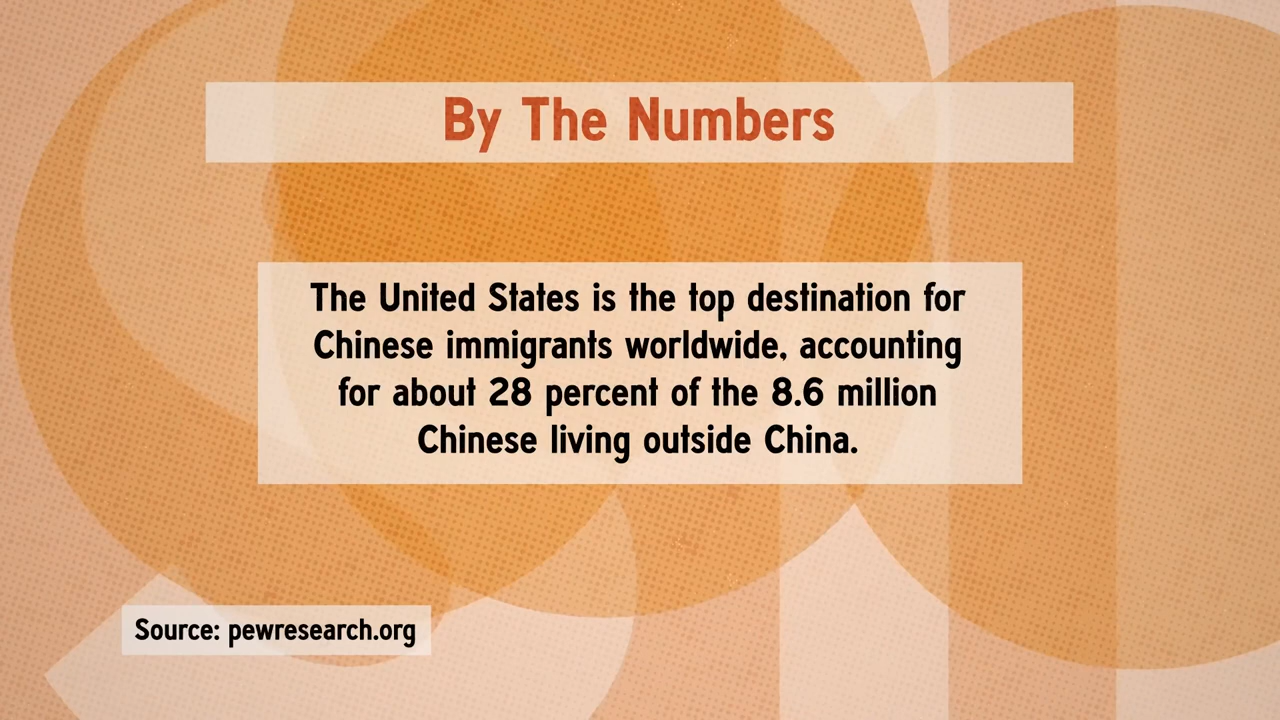 By The Numbers
The United States is the top destination for
Chinese immigrants worldwide, accounting
for about 28 percent of the 8.6 million
Chinese living outside China.
Source: pewresearch.org